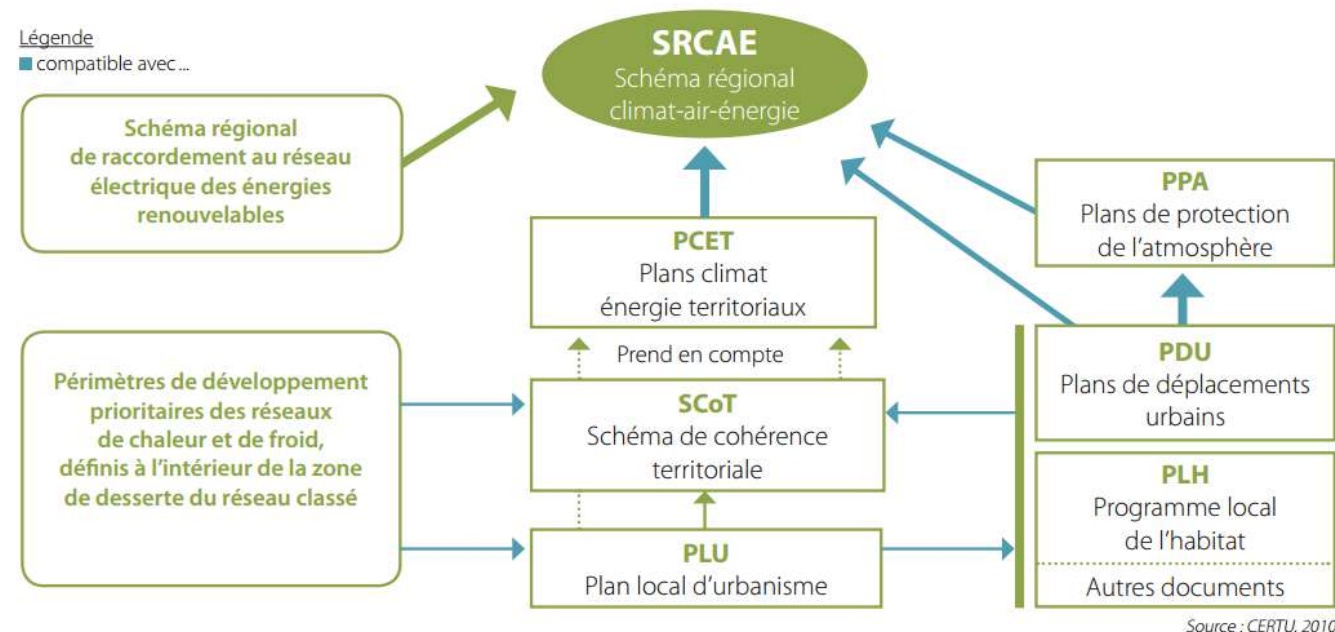 Légende
compatible avec ...
SRCAE
Schéma régional
climat-air-énergie
Schéma régional
de raccordement au réseau
électrique des énergies
renouvelables
PPA
Plans de protection
de l'atmosphère
PCET
Plans climat
énergie territoriaux
Prend en compte
PDU
Plans de déplacements
urbains
Périmètres de développement
prioritaires des réseaux
de chaleur et de froid,
définis à l'intérieur de la zone
de desserte du réseau classé
SCoT
Schéma de cohérence
territoriale
PLH
Programme local
de l'habitat
Autres documents
PLU
Plan local d'urbanisme
Source : CERTU, 2010